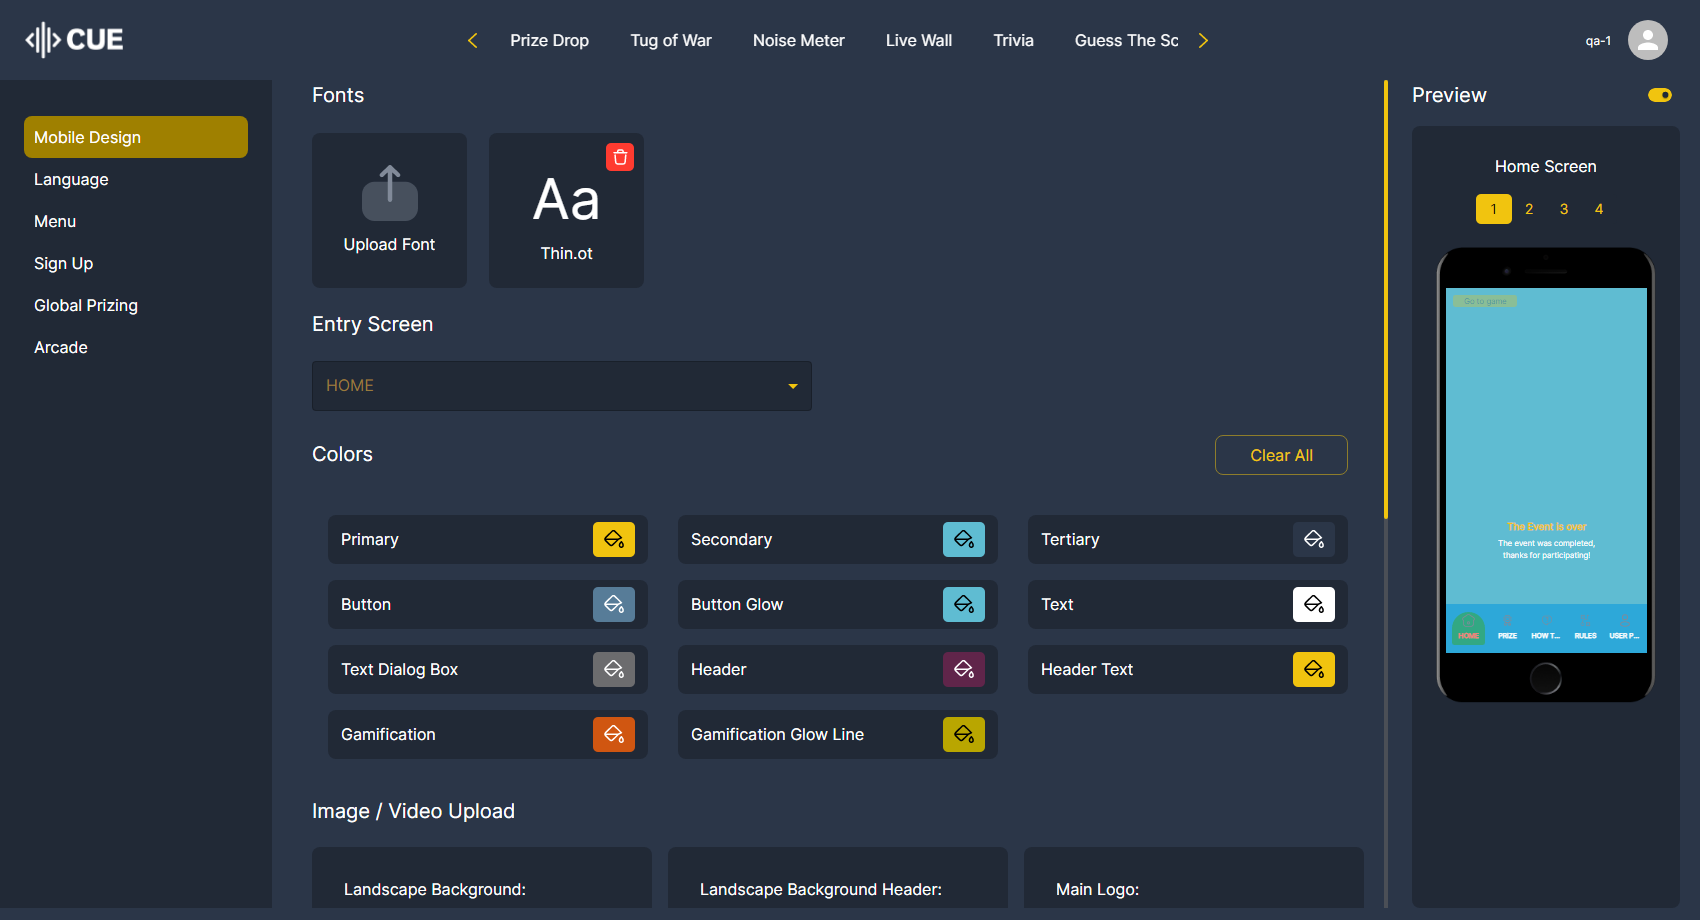 CUE
Prize Drop Tug of War Noise Meter Live Wall Trivia Guess The Sc
qa-1
Mobile Design
Language
Menu
Sign Up
Global Prizing
Arcade
Fonts
Upload Font
Aa
Thin.ot
Entry Screen
HOME
Colors
Clear All
Primary
Secondary
Tertiary
Button
Button Glow
Text
Text Dialog Box
Header
Header Text
Gamification
Gamification Glow Line
Image / Video Upload
Landscape Background:
Landscape Background Header:
Main Logo:
Preview
Home Screen
1 2 3 4
Go to game
The Event is over
The event was completed,
thanks for participating!
HOME PRIZE HOW T... RULES USER P...